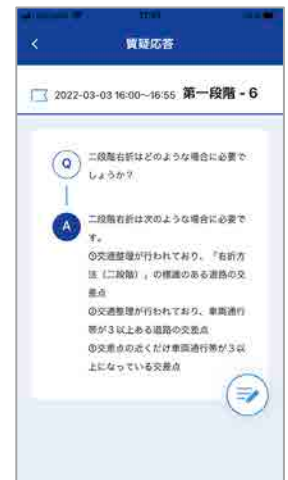 質疑応答
2022-03-03 16:00~16:55 第一段階 - 6
Q
二段階右折はどのような場合に必要で
しょうか？
A
二段階右折は次のような場合に必要で
す。
①交通整理が行われており、「右折方
法（二段階）」の標識のある道路の交
差点
②交通整理が行われており、車両通行
帯が3以上ある道路の交差点
③交差点の近くだけ車両通行帯が3以
上になっている交差点